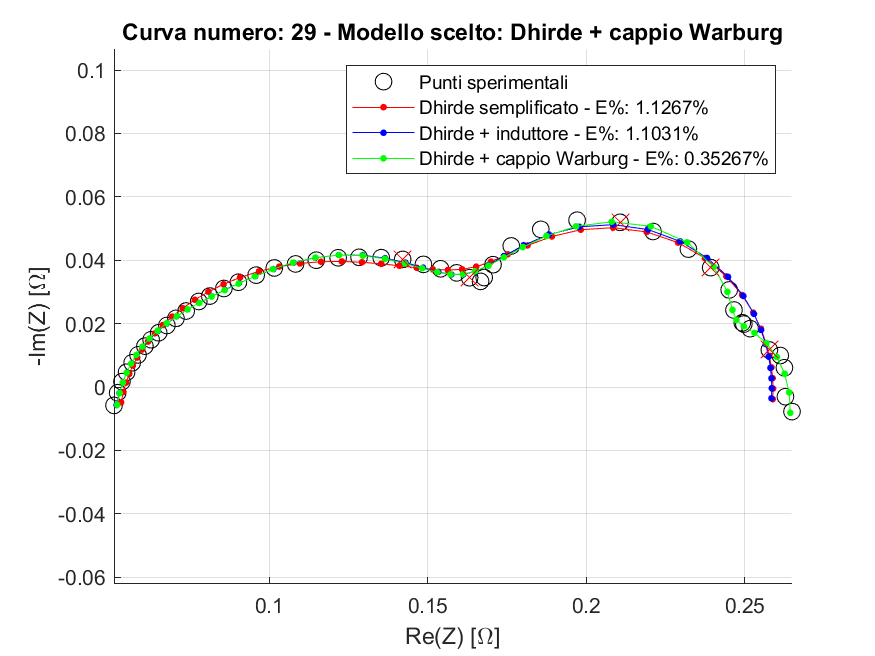 Curva numero: 29 - Modello scelto: Dhirde + cappio Warburg
Punti sperimentali
Dhirde semplificato - E%: 1.1267%
Dhirde + induttore - E%: 1.1031%
Dhirde + cappio Warburg - E%: 0.35267%
0.1
0.08
0.06
0.04
0.02
0
-0.02
-0.04
-0.06
-Im(Z) [Ω]
0.1 0.15 0.2 0.25
Re(Z) [Ω]